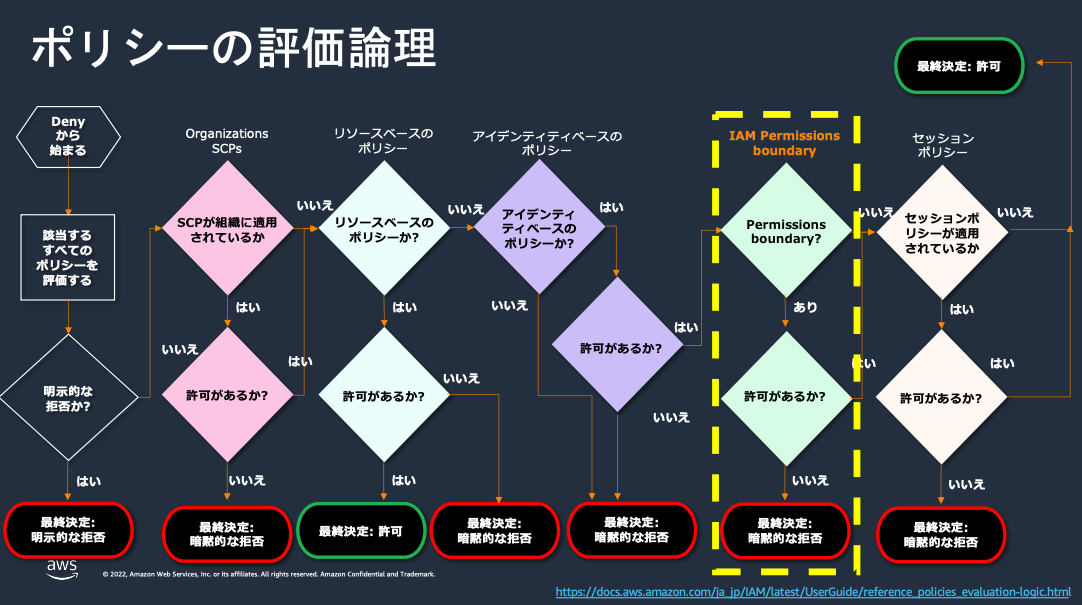 ポリシーの評価論理
最終決定: 許可
Deny
から
始まる
Organizations
SCPs
リソースベースの
ポリシー
アイデンティティベースの
ポリシー
IAM Permissions
boundary
セッション
ポリシー
該当する
すべての
ポリシーを
評価する
SCPが組織に適用
されているか
いいえ
リソースベースの
ポリシーか?
いいえ
アイデンティ
ティベースの
ポリシーか?
はい
Permissions
boundary?
いいえ
セッションポ
リシーが適用
されているか
いいえ
はい
はい
いいえ
あり
はい
明示的な
拒否か?
いいえ
許可があるか?
はい
許可があるか?
いいえ
許可があるか?
はい
いいえ
許可があるか?
はい
許可があるか?
はい
はい
いいえ
はい
いいえ
いいえ
最終決定:
明示的な拒否
最終決定:
暗黙的な拒否
最終決定: 許可
最終決定:
暗黙的な拒否
最終決定:
暗黙的な拒否
最終決定:
暗黙的な拒否
最終決定:
暗黙的な拒否
aws
© 2022, Amazon Web Services, Inc. or its affiliates. All rights reserved. Amazon Confidential and Trademark.
https://docs.aws.amazon.com/ja_jp/IAM/latest/UserGuide/reference_policies_evaluation-logic.html